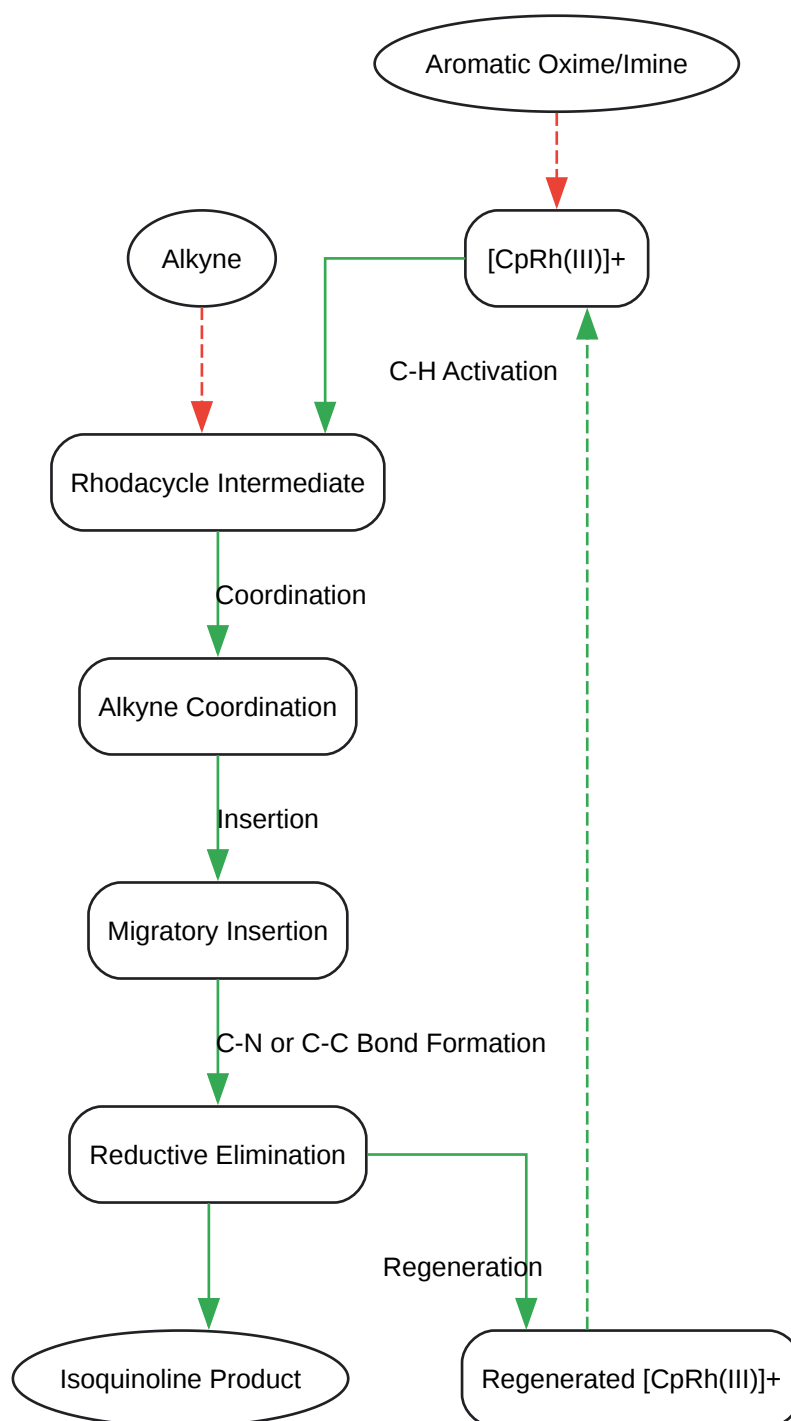 Aromatic Oxime/Imine
Alkyne
[CpRh(III)]+
C-H Activation
Rhodacycle Intermediate
Coordination
Alkyne Coordination
Insertion
Migratory Insertion
C-N or C-C Bond Formation
Reductive Elimination
Regeneration
Isoquinoline Product
Regenerated [CpRh(III)]+